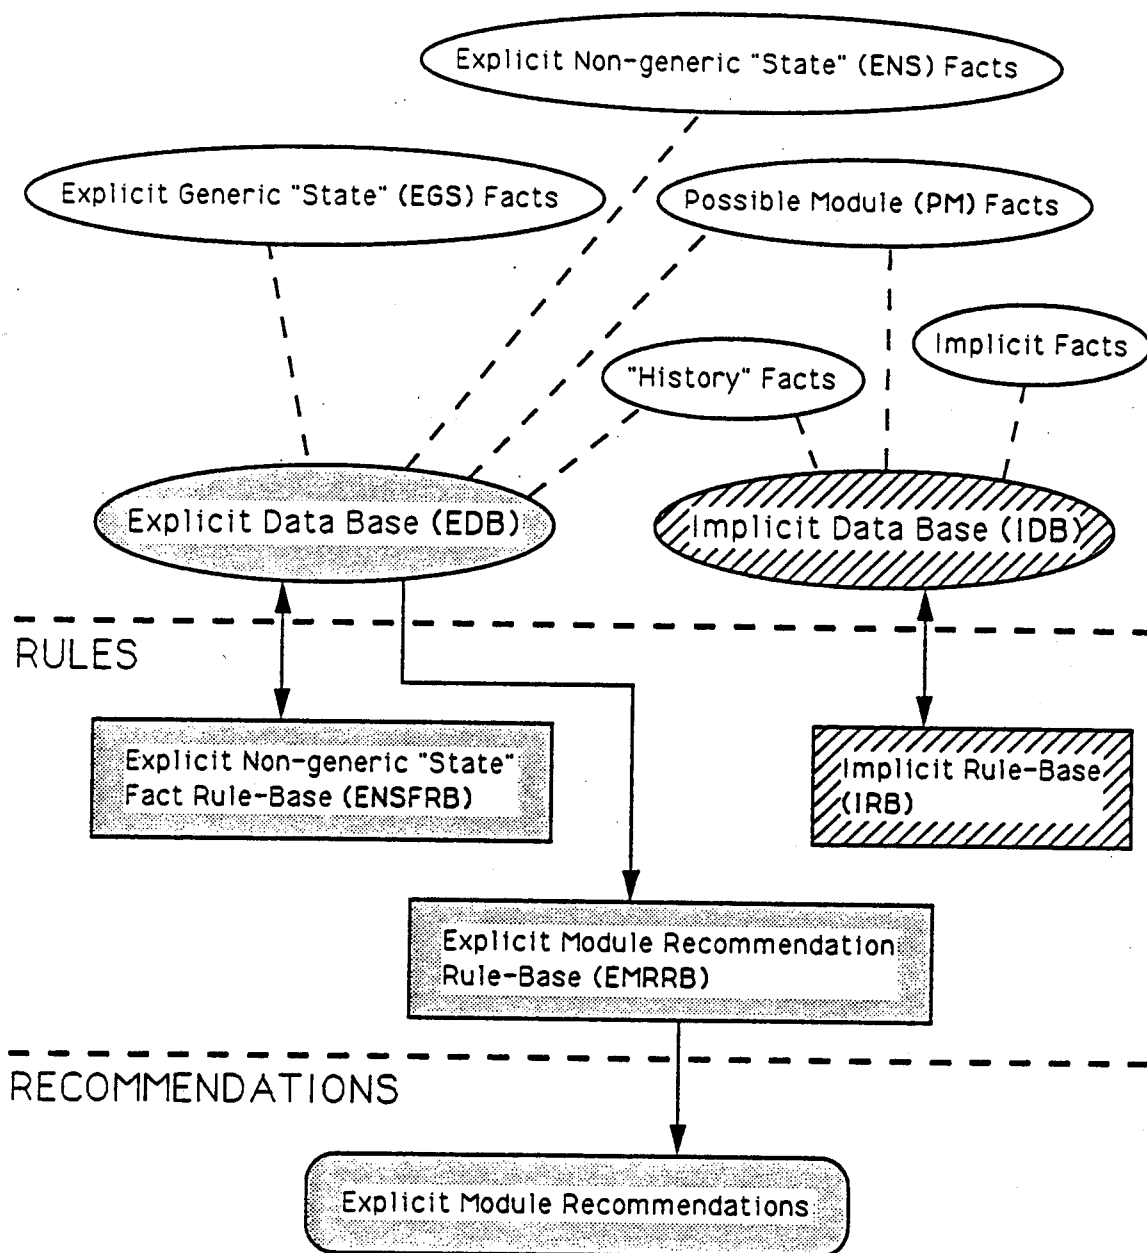 Explicit Non-generic "State" (ENS) Facts
Explicit Generic "State" (EGS) Facts
Possible Module (PM) Facts
Implicit Facts
"History" Facts
Explicit Data Base (EDB)
Implicit Data Base (IDB)
RULES
Explicit Non-generic "State"
Fact Rule-Base (ENSFRB)
Implicit Rule-Base
(IRB)
Explicit Module Recommendation
Rule-Base (EMRRB)
RECOMMENDATIONS
Explicit Module Recommendations